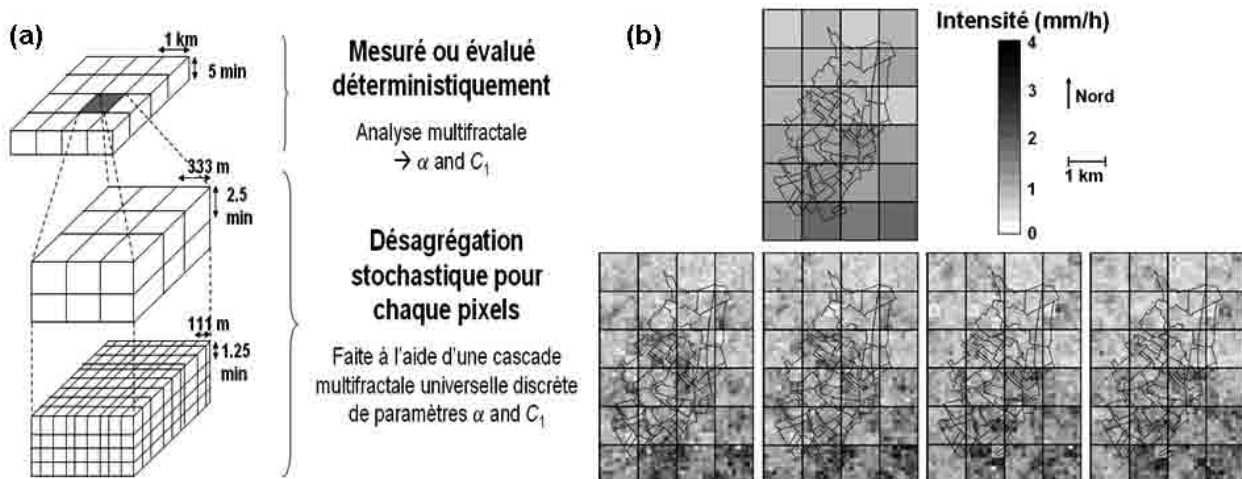 (a)
1 km
5 min
333 m
2.5
min
111 m
1.25
min
Mesuré ou évalué
déterministiquement
Analyse multifractale
→ α and C1
Désagrégation
stochastique pour
chaque pixels
Faite à l'aide d'une cascade
multifractale universelle discrète
de paramètres α and C1
(b)
Intensité (mm/h)
4
3
2
1
0
Nord
1 km